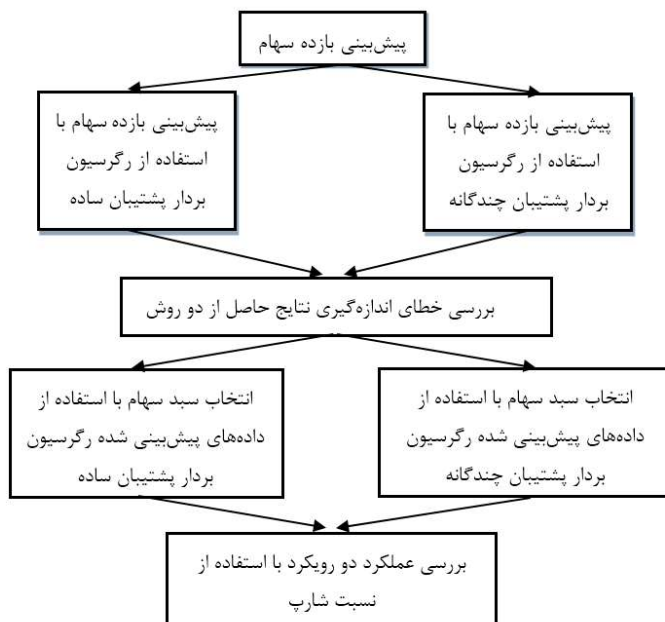 پیش‌بینی بازده سهام
پیش‌بینی بازده سهام با
استفاده از رگرسیون
بردار پشتیبان چندگانه
پیش‌بینی بازده سهام با
استفاده از رگرسیون
بردار پشتیبان ساده
بررسی خطای اندازه‌گیری نتایج حاصل از دو روش
انتخاب سبد سهام با استفاده از
داده‌های پیش‌بینی شده رگرسیون
بردار پشتیبان چندگانه
انتخاب سبد سهام با استفاده از
داده‌های پیش‌بینی شده رگرسیون
بردار پشتیبان ساده
بررسی عملکرد دو رویکرد با استفاده از
نسبت شارپ